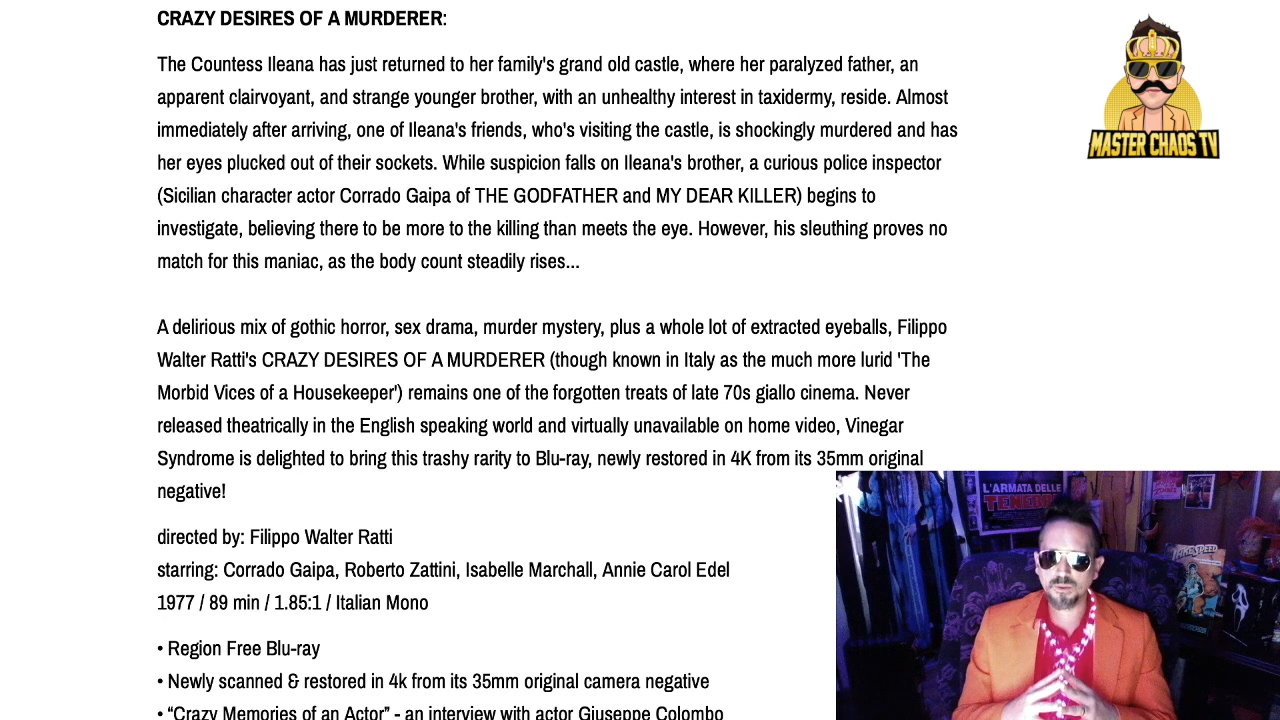 CRAZY DESIRES OF A MURDERER:
The Countess Ileana has just returned to her family's grand old castle, where her paralyzed father, an
apparent clairvoyant, and strange younger brother, with an unhealthy interest in taxidermy, reside. Almost
immediately after arriving, one of Ileana's friends, who's visiting the castle, is shockingly murdered and has
her eyes plucked out of their sockets. While suspicion falls on Ileana's brother, a curious police inspector
(Sicilian character actor Corrado Gaipa of THE GODFATHER and MY DEAR KILLER) begins to
investigate, believing there to be more to the killing than meets the eye. However, his sleuthing proves no
match for this maniac, as the body count steadily rises...
A delirious mix of gothic horror, sex drama, murder mystery, plus a whole lot of extracted eyeballs, Filippo
Walter Ratti's CRAZY DESIRES OF A MURDERER (though known in Italy as the much more lurid 'The
Morbid Vices of a Housekeeper') remains one of the forgotten treats of late 70s giallo cinema. Never
released theatrically in the English speaking world and virtually unavailable on home video, Vinegar
Syndrome is delighted to bring this trashy rarity to Blu-ray, newly restored in 4K from its 35mm original
negative!
directed by: Filippo Walter Ratti
starring: Corrado Gaipa, Roberto Zattini, Isabelle Marchall, Annie Carol Edel
1977 / 89 min / 1.85:1 / Italian Mono
• Region Free Blu-ray
• Newly scanned & restored in 4k from its 35mm original camera negative
• “Crazy Memories of an Actor” - an interview with actor Giuseppe Colombo
MASTER CHAOS TV
L'ARMATA DELLE